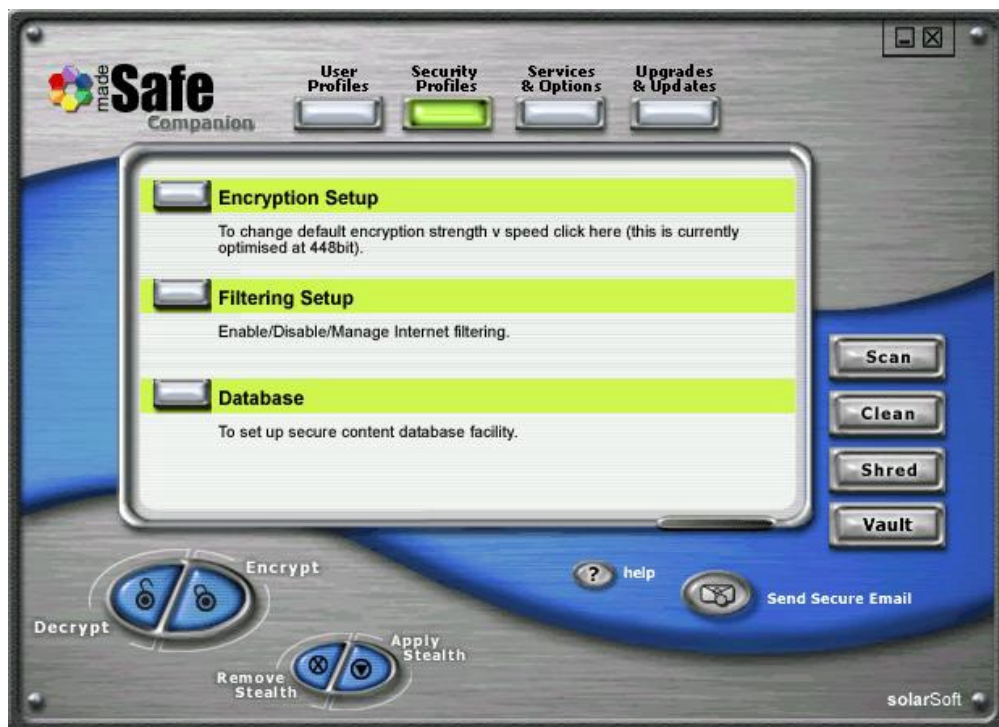 made
Safe
Companion
User
Profiles
Security
Profiles
Services
& Options
Upgrades
& Updates
Encryption Setup
To change default encryption strength v speed click here (this is currently
optimised at 448bit).
Filtering Setup
Enable/Disable/Manage Internet filtering.
Database
To set up secure content database facility.
Scan
Clean
Shred
Vault
Encrypt
Decrypt
? help
Send Secure Email
Apply
Stealth
Remove
Stealth
solarSoft